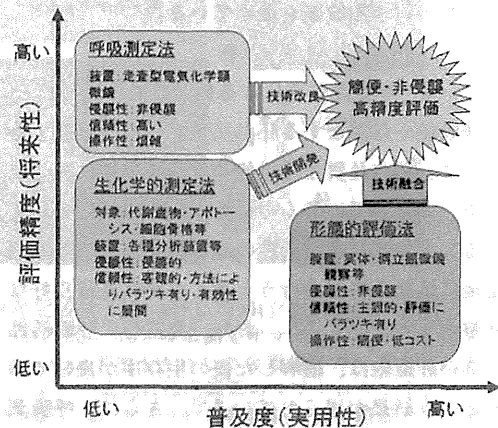 高い
評価精度(将来性)
低い
呼吸測定法
装置:走査型電気化学顕
微鏡
侵襲性:非侵襲
信頼性:高い
操作性:煩雑
技術改良
簡便・非侵襲
高精度評価
生化学的測定法
対象:代謝産物・アポトー
シス・細胞骨格等
装置:各種分析装置等
侵襲性:侵襲的
信頼性:客観的・方法によ
りバラツキ有り・有効性
に疑問
技術開発
技術融合
形態的評価法
装置:実体・倒立顕微鏡
観察等
侵襲性:非侵襲
信頼性:主観的・評価に
バラツキ有り
操作性:簡便・低コスト
低い
普及度(実用性)
高い